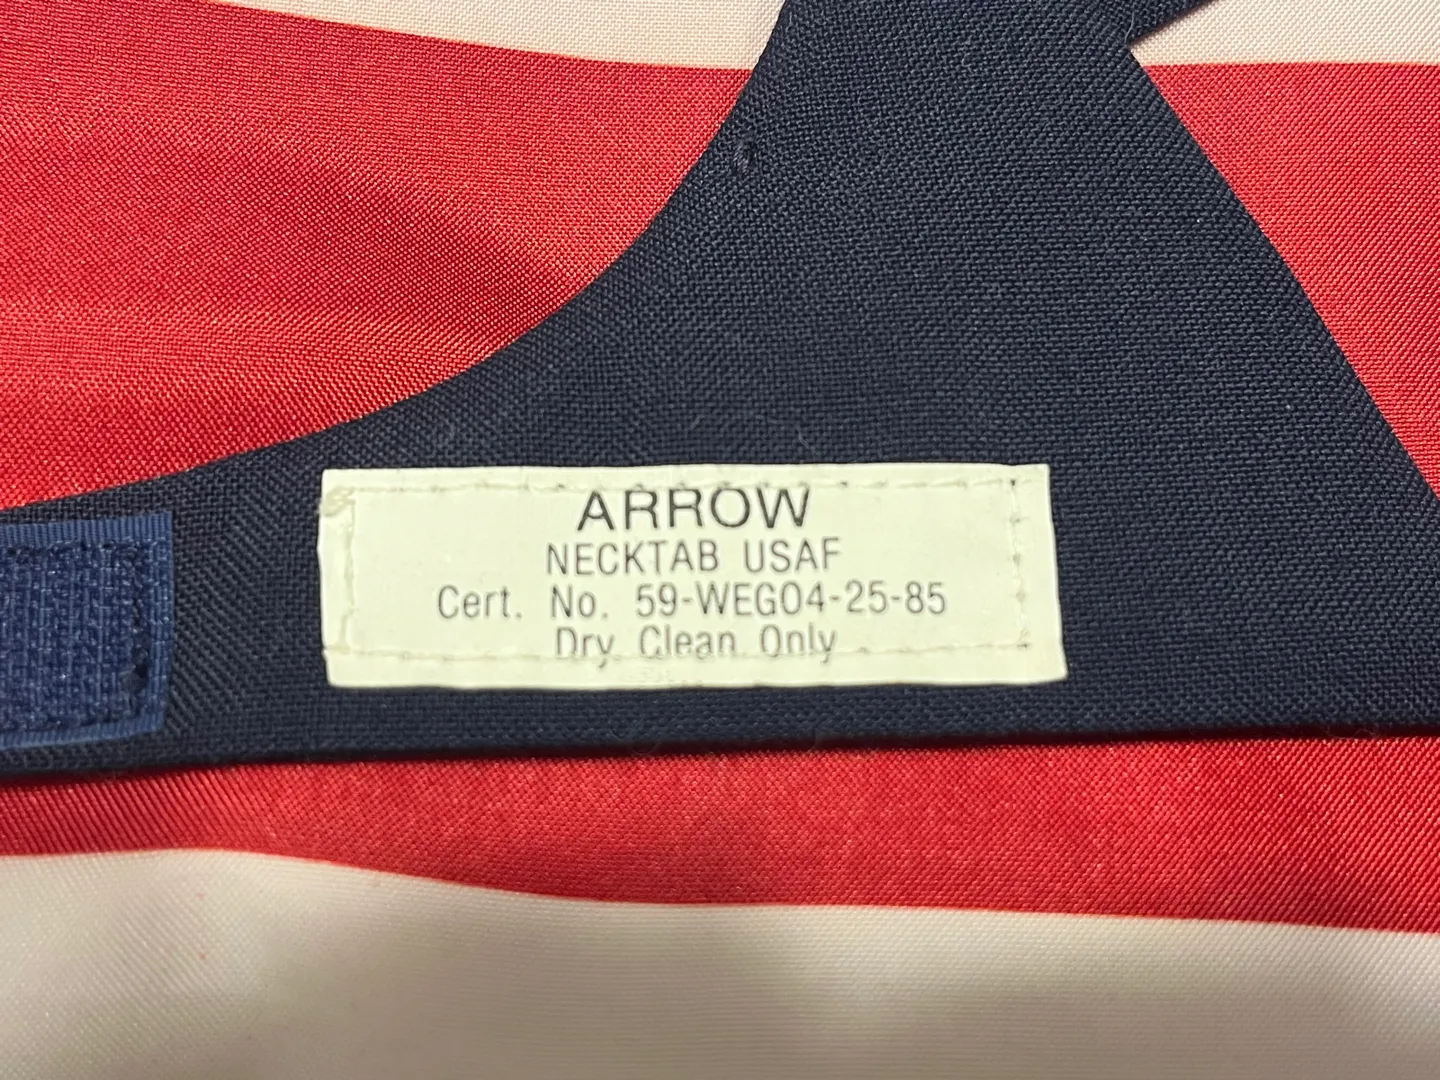 ARROW
NECKTAB USAF
Cert. No. 59-WEG04-25-85
Dry Clean Only